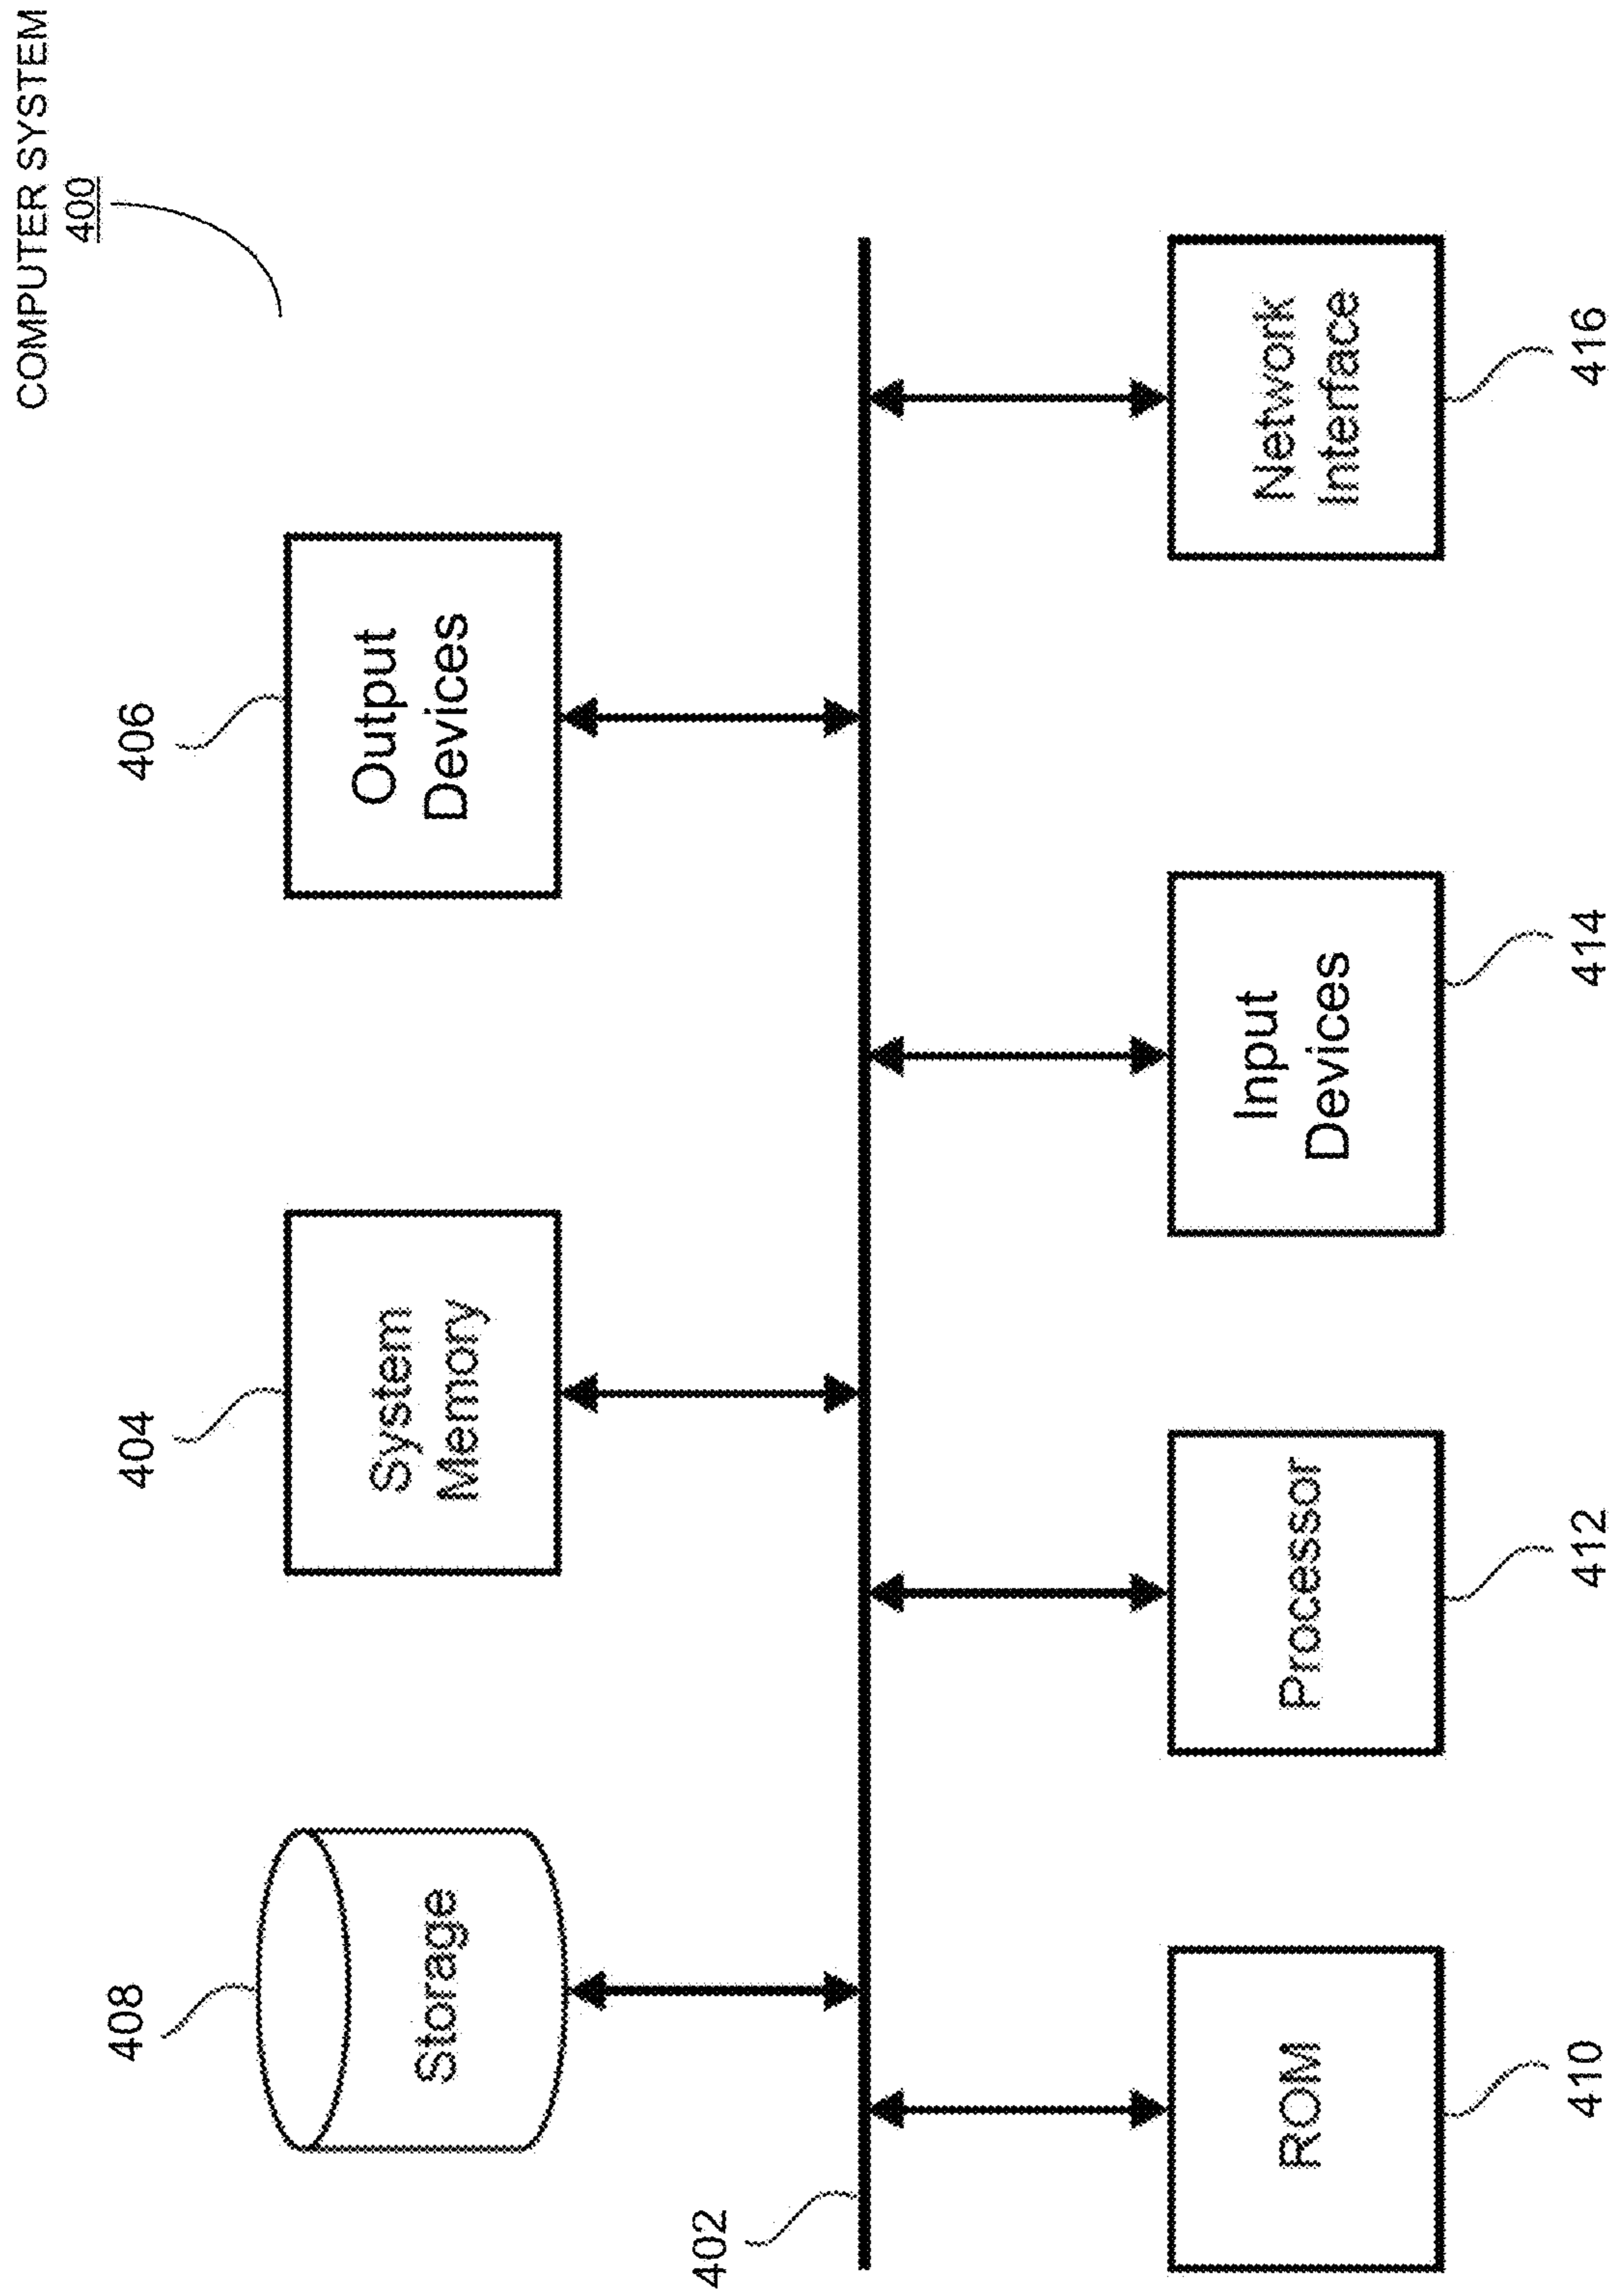 COMPUTER SYSTEM
400
408
404
406
Storage
System
Memory
Output
Devices
402
ROM
Processor
Input
Devices
Network
Interface
410
412
414
416